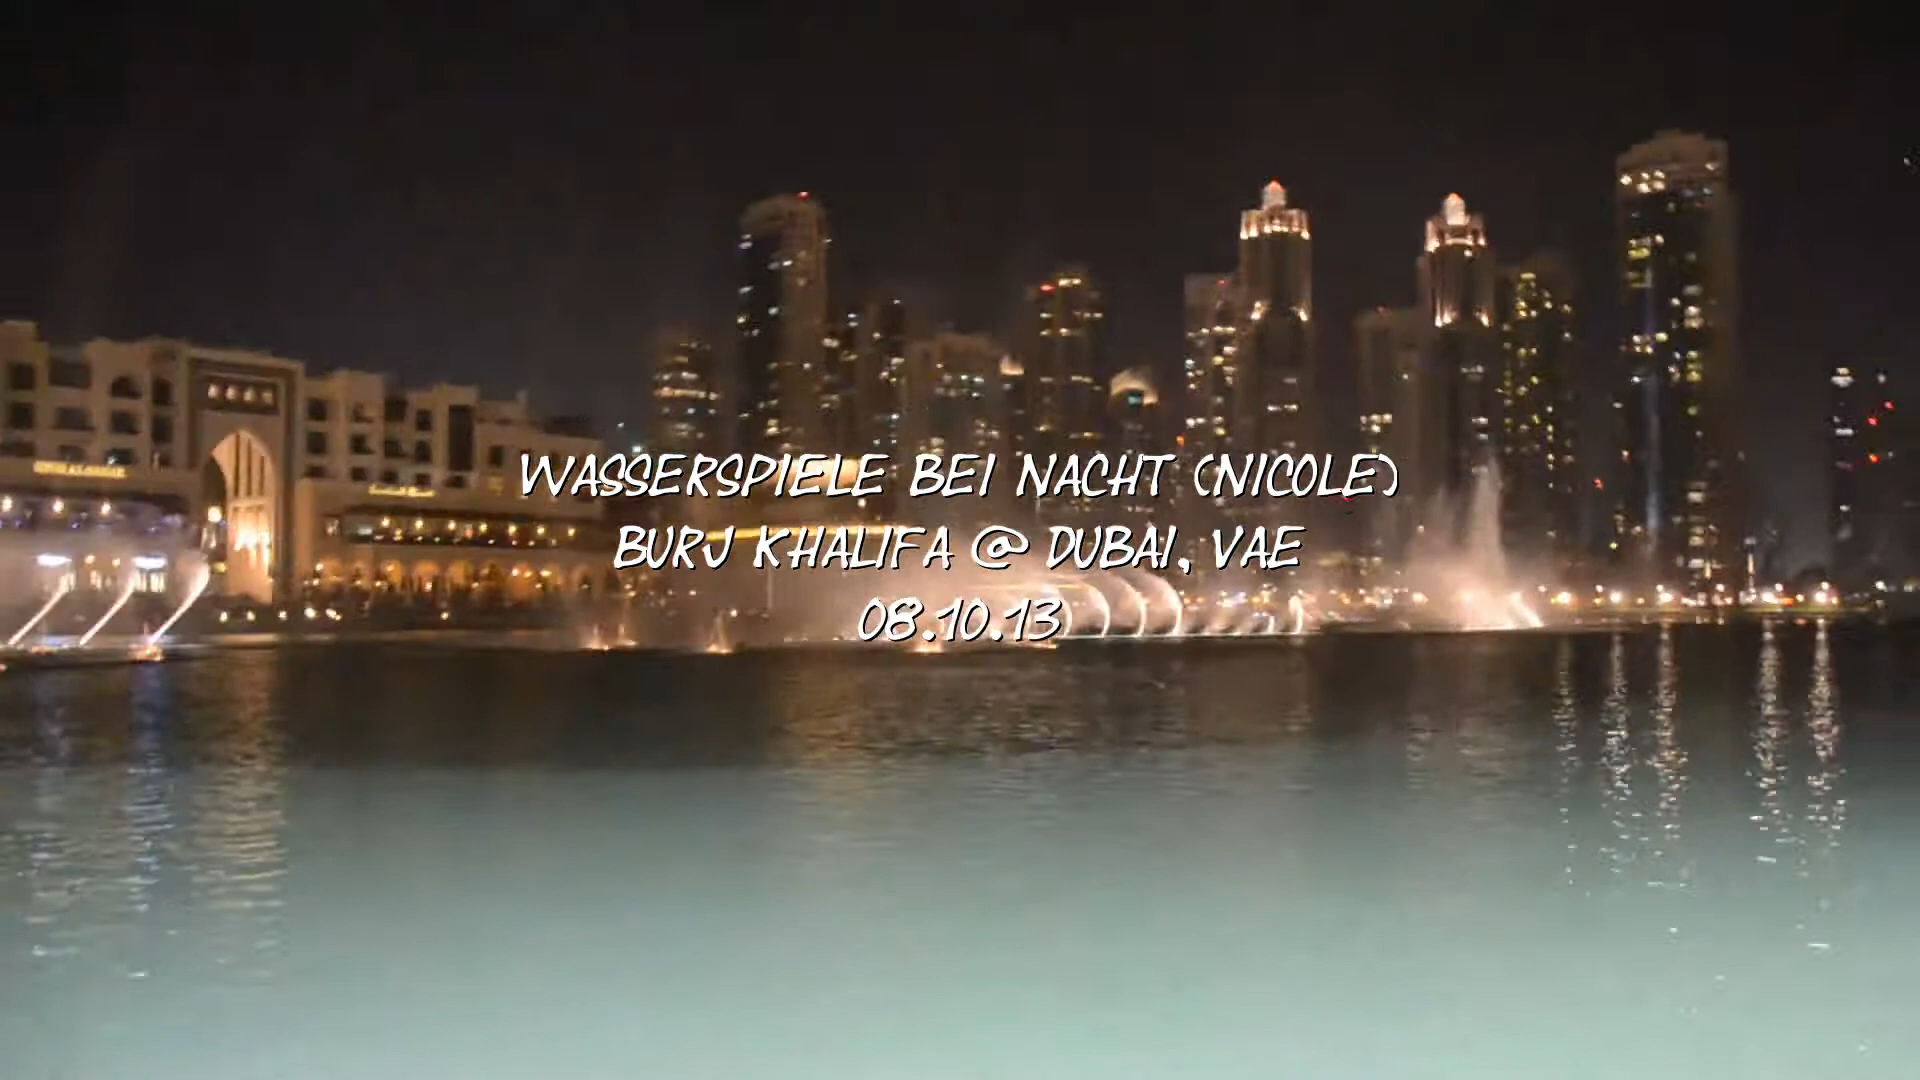 WASSERSPIELE BEI NACHT (NICOLE)
BURJ KHALIFA @ DUBAI, VAE
08.10.13